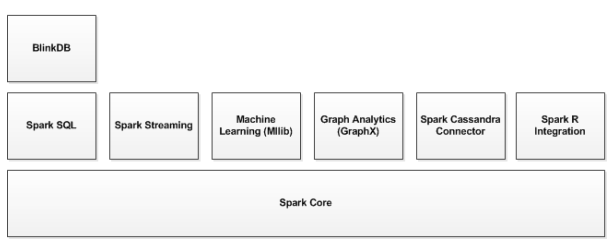 BlinkDB
Spark SQL
Spark Streaming
Machine
Learning (Mllib)
Graph Analytics
(GraphX)
Spark Cassandra
Connector
Spark R
Integration
Spark Core